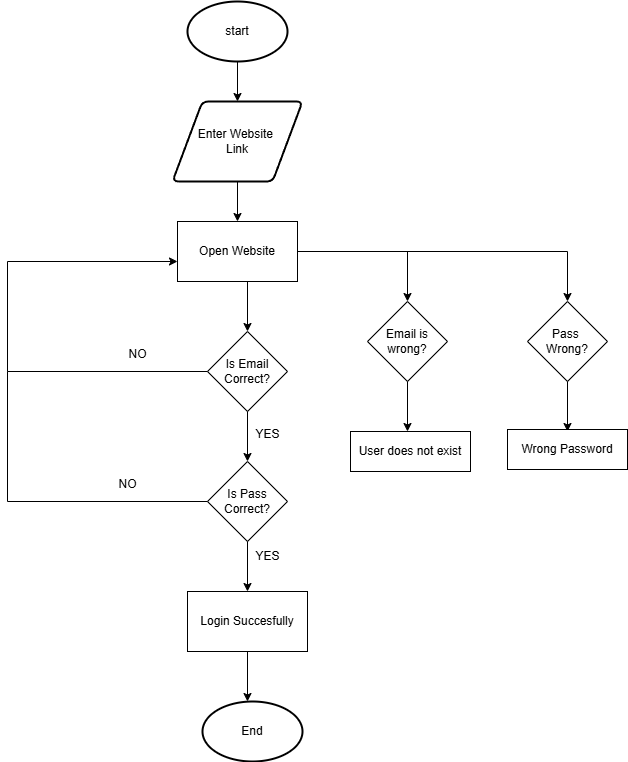 start
Enter Website
Link
Open Website
Email is
wrong?
Pass
Wrong?
NO
Is Email
Correct?
YES
User does not exist
Wrong Password
NO
Is Pass
Correct?
YES
Login Succesfully
End